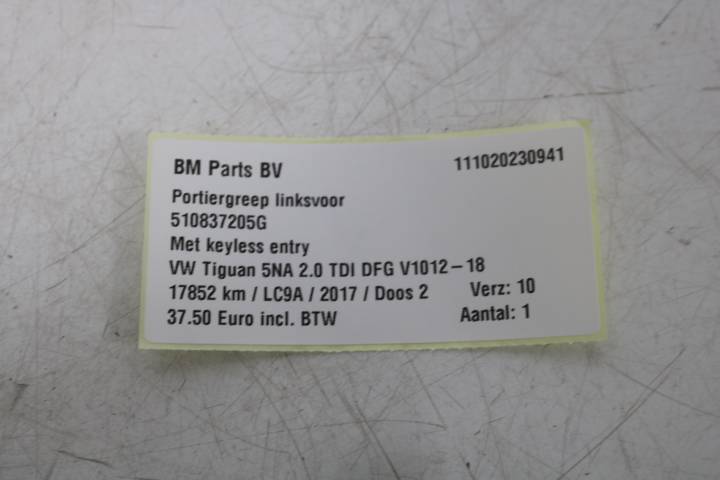 BM Parts BV 111020230941
Portiergreep linksvoor
510837205G
Met keyless entry
VW Tiguan 5NA 2.0 TDI DFG V1012-18
17852 km / LC9A / 2017 / Doos 2 Verz: 10
37.50 Euro incl. BTW Aantal: 1